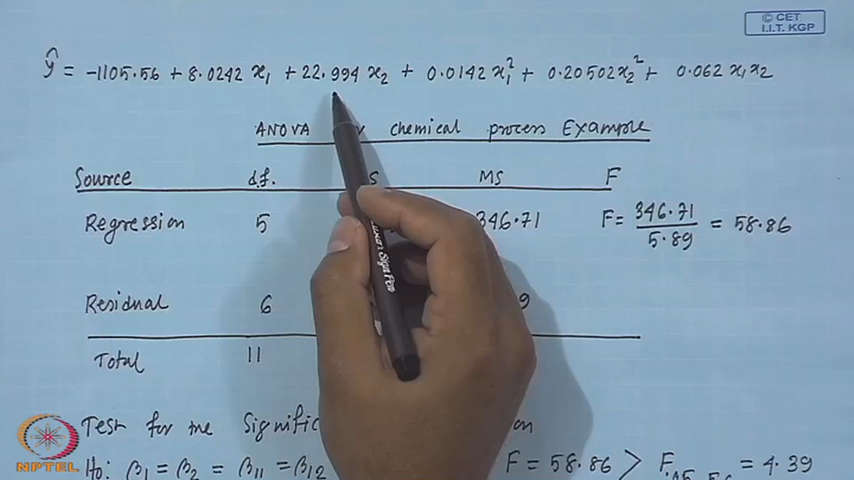 © CET
I.I.T. KGP
ŷ = -1105.56 + 8.0242 x₁ + 22.994 x₂ + 0.0142 x₁² + 0.20502 x₂² + 0.062 x₁x₂
ANOVA chemical process Example
Source d.f. S MS F
Regression 5 346.71 F = 346.71 / 5.89 = 58.86
Residual 6 9
Total 11
Test for the on
H₀: β₁ = β₂ = β₁₁ = β₁₂ F = 58.86 > F = 4.39
NPTEL